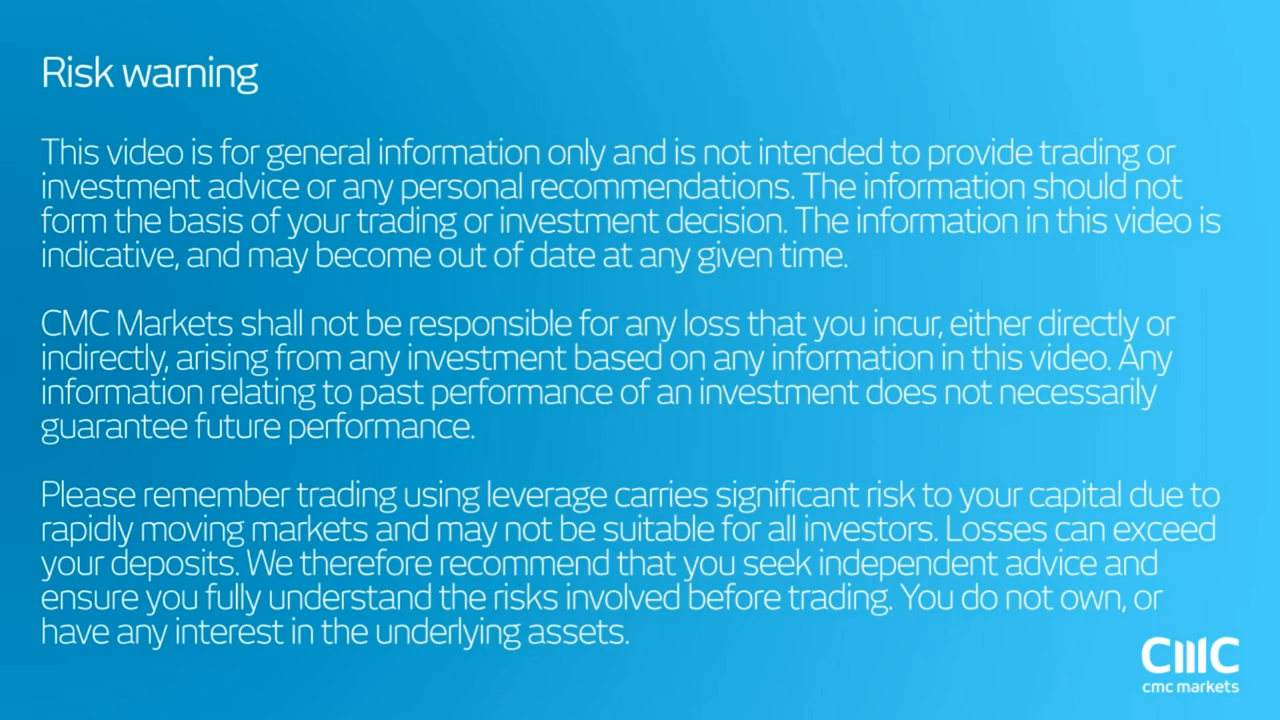 Risk warning
This video is for general information only and is not intended to provide trading or
investment advice or any personal recommendations. The information should not
form the basis of your trading or investment decision. The information in this video is
indicative, and may become out of date at any given time.
CMC Markets shall not be responsible for any loss that you incur, either directly or
indirectly, arising from any investment based on any information in this video. Any
information relating to past performance of an investment does not necessarily
guarantee future performance.
Please remember trading using leverage carries significant risk to your capital due to
rapidly moving markets and may not be suitable for all investors. Losses can exceed
your deposits. We therefore recommend that you seek independent advice and
ensure you fully understand the risks involved before trading. You do not own, or
have any interest in the underlying assets.
CMC
cmc markets